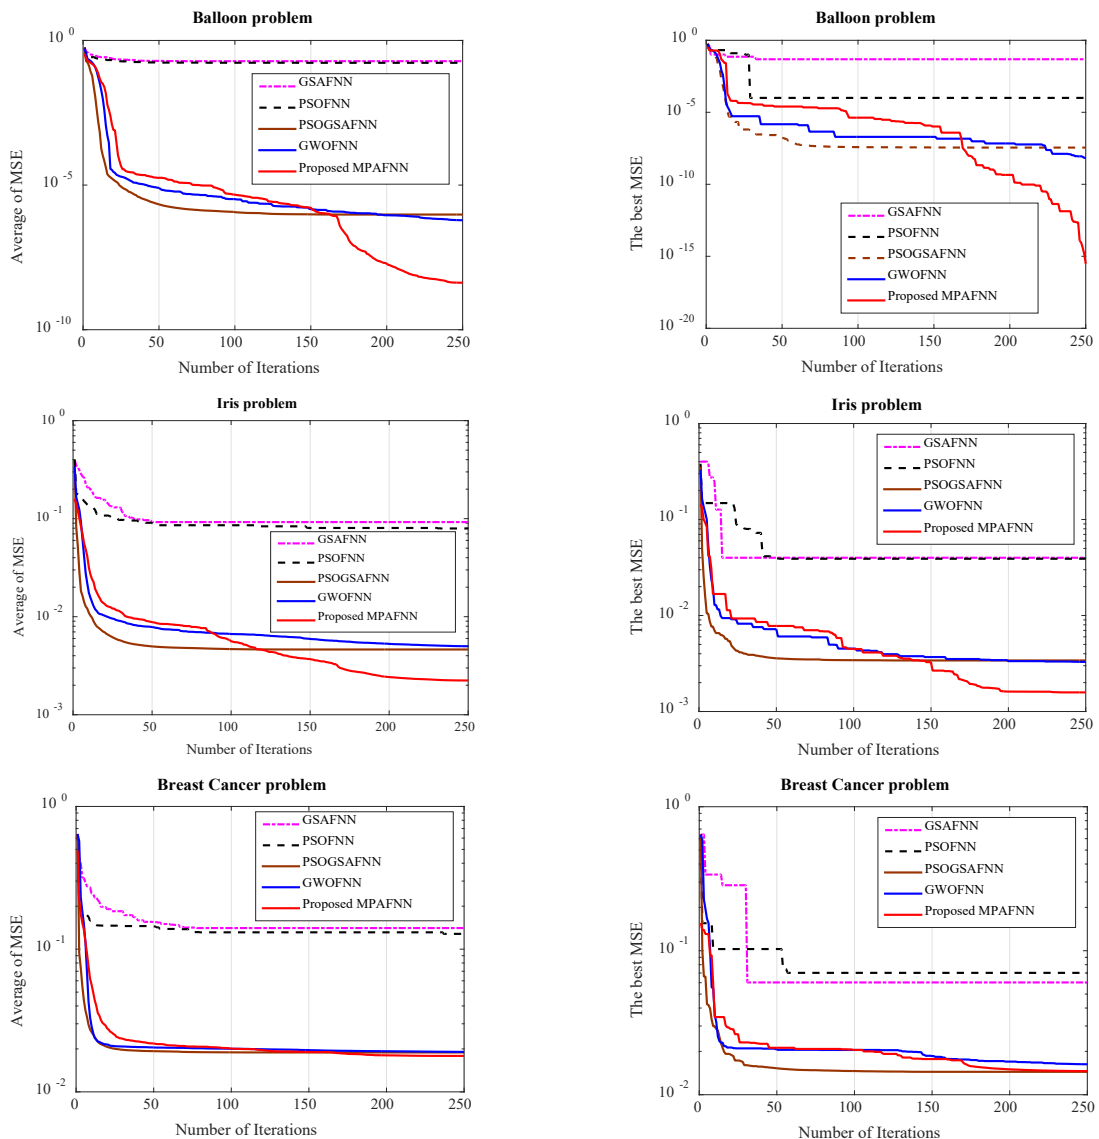 Balloon problem
Average of MSE
10 0
10 -5
10 -10
0 50 100 150 200 250
Number of Iterations
GSAFNN
PSOFNN
PSOGSAFNN
GWOFNN
Proposed MPAFNN
Balloon problem
The best MSE
10 0
10 -5
10 -10
10 -15
10 -20
0 50 100 150 200 250
Number of Iterations
GSAFNN
PSOFNN
PSOGSAFNN
GWOFNN
Proposed MPAFNN
Iris problem
Average of MSE
10 0
10 -1
10 -2
10 -3
0 50 100 150 200 250
Number of Iterations
GSAFNN
PSOFNN
PSOGSAFNN
GWOFNN
Proposed MPAFNN
Iris problem
The best MSE
10 0
10 -1
10 -2
10 -3
0 50 100 150 200 250
Number of Iterations
GSAFNN
PSOFNN
PSOGSAFNN
GWOFNN
Proposed MPAFNN
Breast Cancer problem
Average of MSE
10 0
10 -1
10 -2
0 50 100 150 200 250
Number of Iterations
GSAFNN
PSOFNN
PSOGSAFNN
GWOFNN
Proposed MPAFNN
Breast Cancer problem
The best MSE
10 0
10 -1
10 -2
0 50 100 150 200 250
Number of Iterations
GSAFNN
PSOFNN
PSOGSAFNN
GWOFNN
Proposed MPAFNN